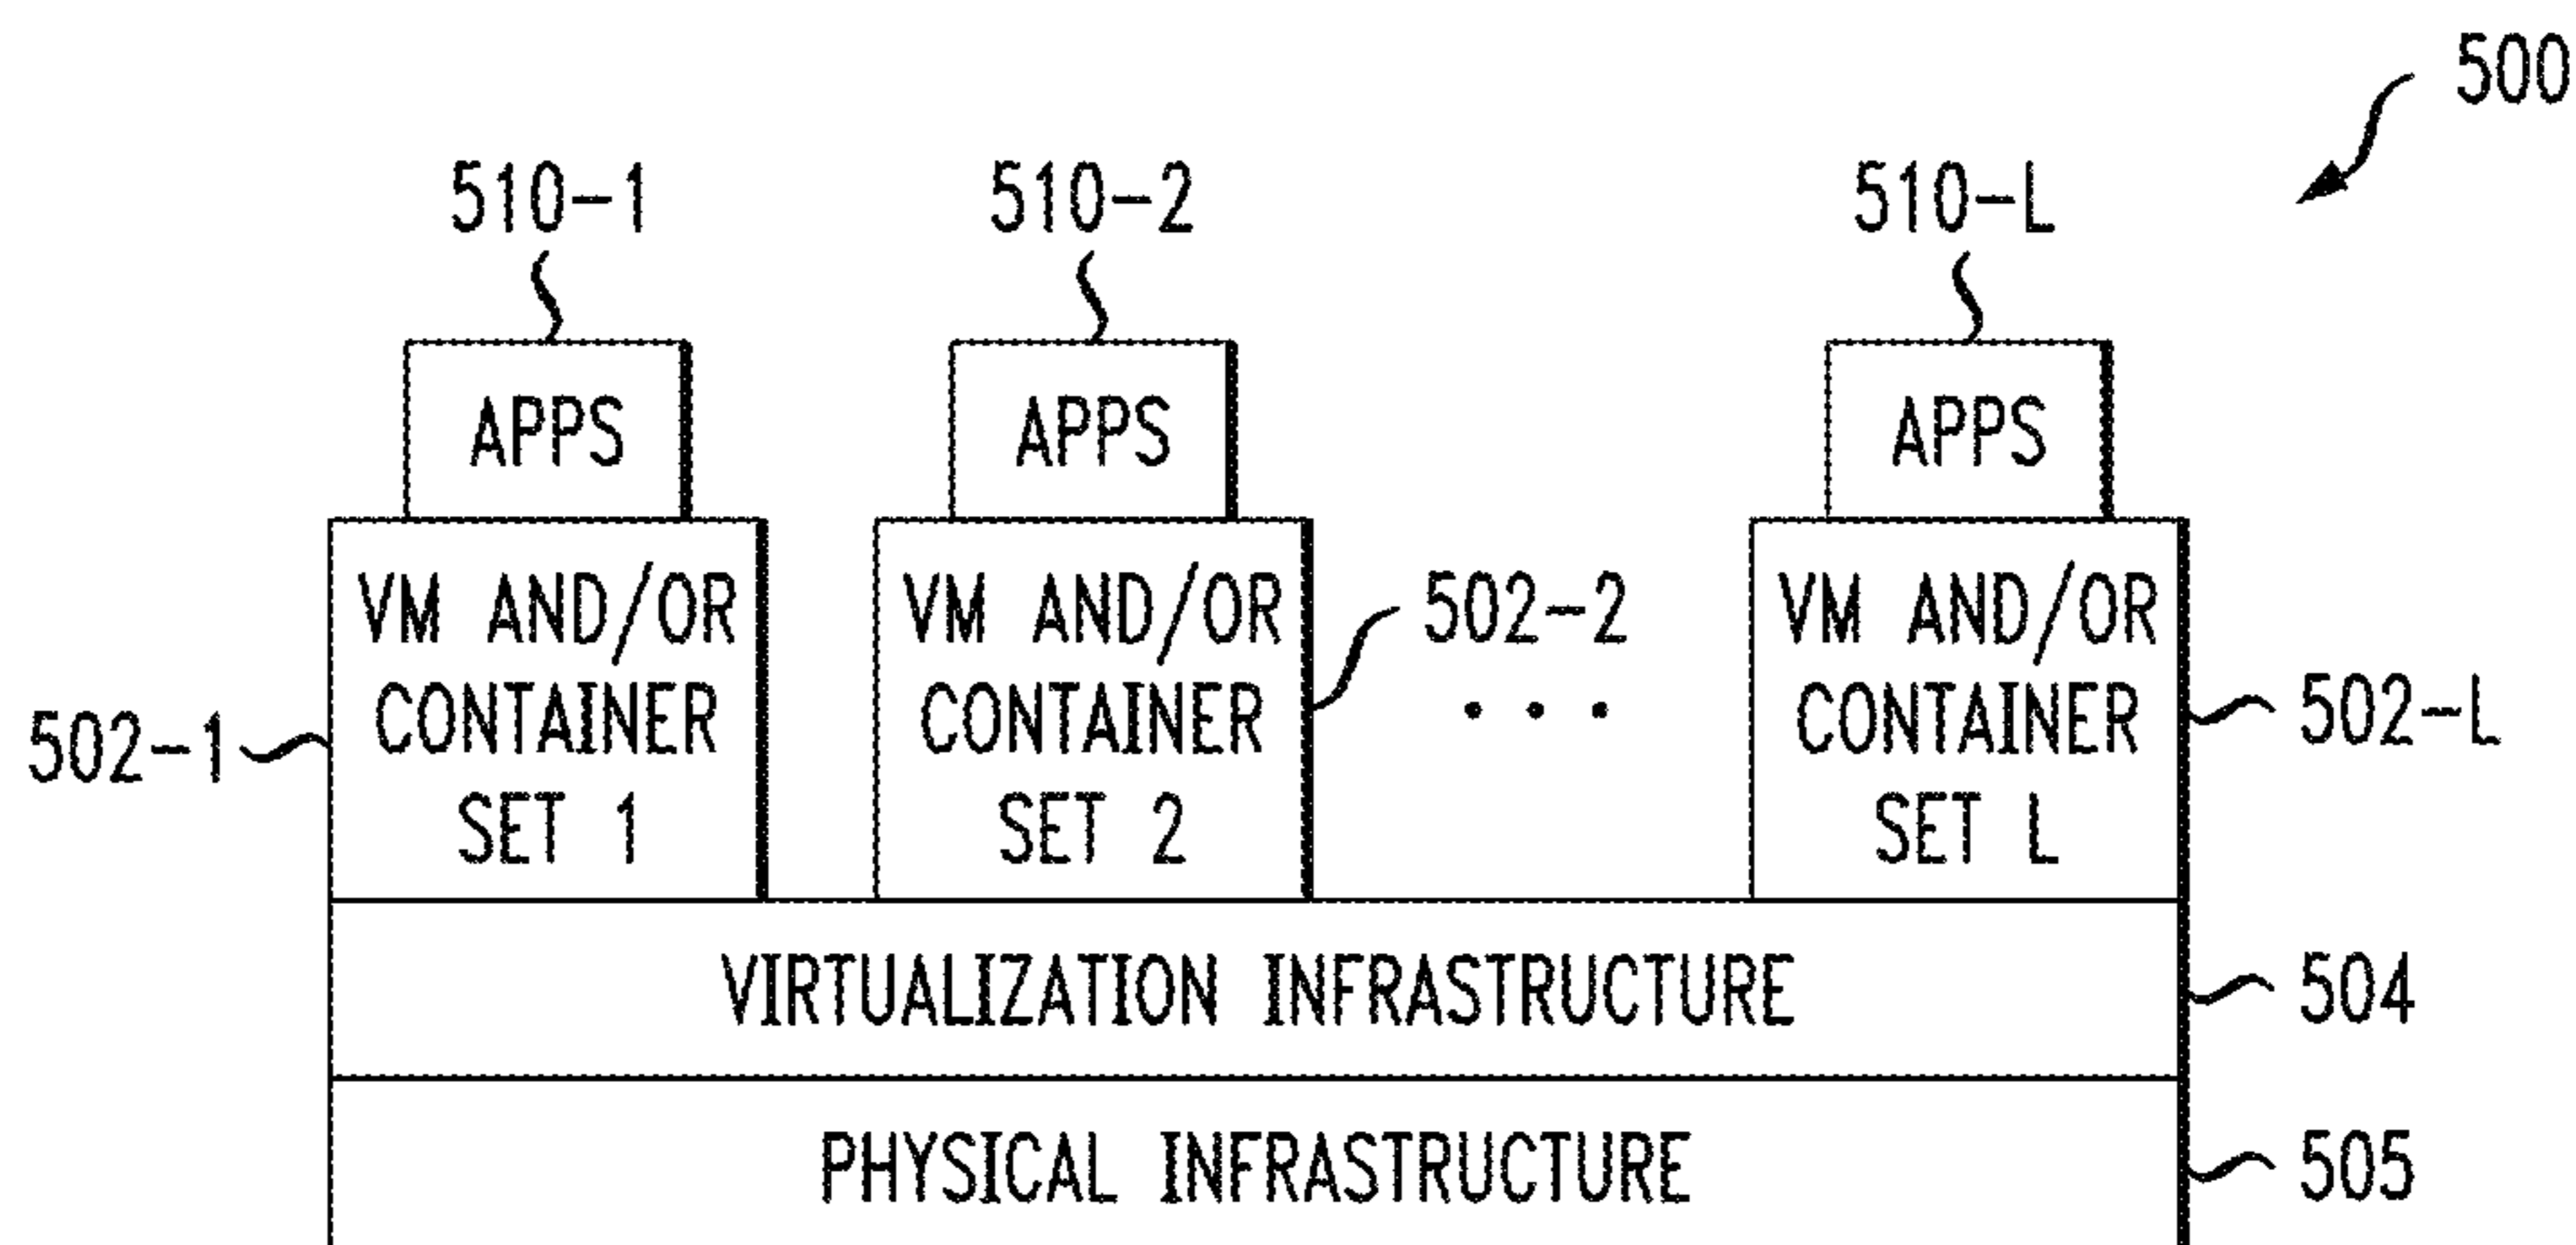 500
510-1 510-2 510-L
APPS APPS APPS
VM AND/OR VM AND/OR VM AND/OR
502-2
CONTAINER CONTAINER CONTAINER
502-1 . . . 502-L
SET 1 SET 2 SET L
VIRTUALIZATION INFRASTRUCTURE 504
PHYSICAL INFRASTRUCTURE 505